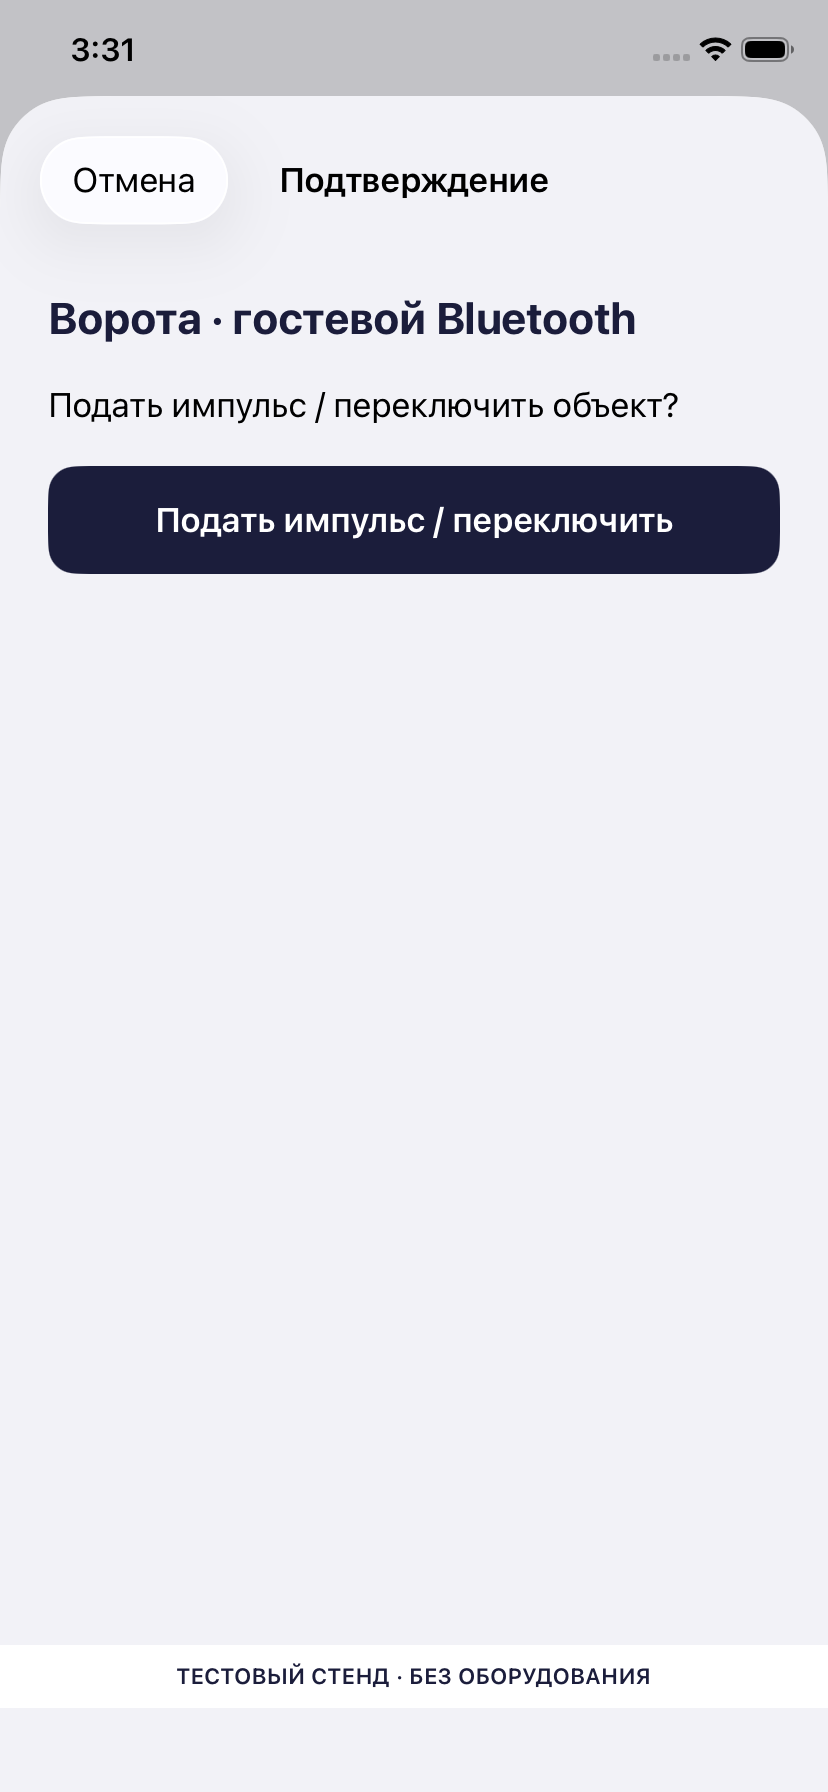 3:31
Отмена
Подтверждение
Ворота · гостевой Bluetooth
Подать импульс / переключить объект?
Подать импульс / переключить
ТЕСТОВЫЙ СТЕНД · БЕЗ ОБОРУДОВАНИЯ